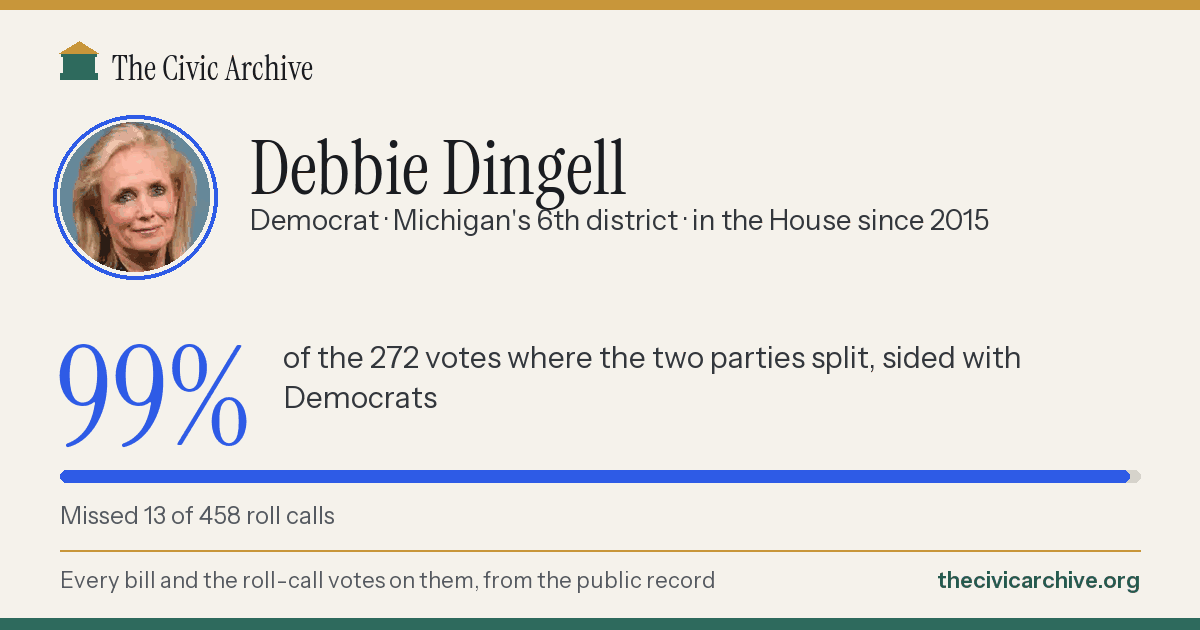 The Civic Archive
Debbie Dingell
Democrat · Michigan's 6th district · in the House since 2015
99%
of the 272 votes where the two parties split, sided with
Democrats
Missed 13 of 458 roll calls
Every bill and the roll-call votes on them, from the public record
thecivicarchive.org